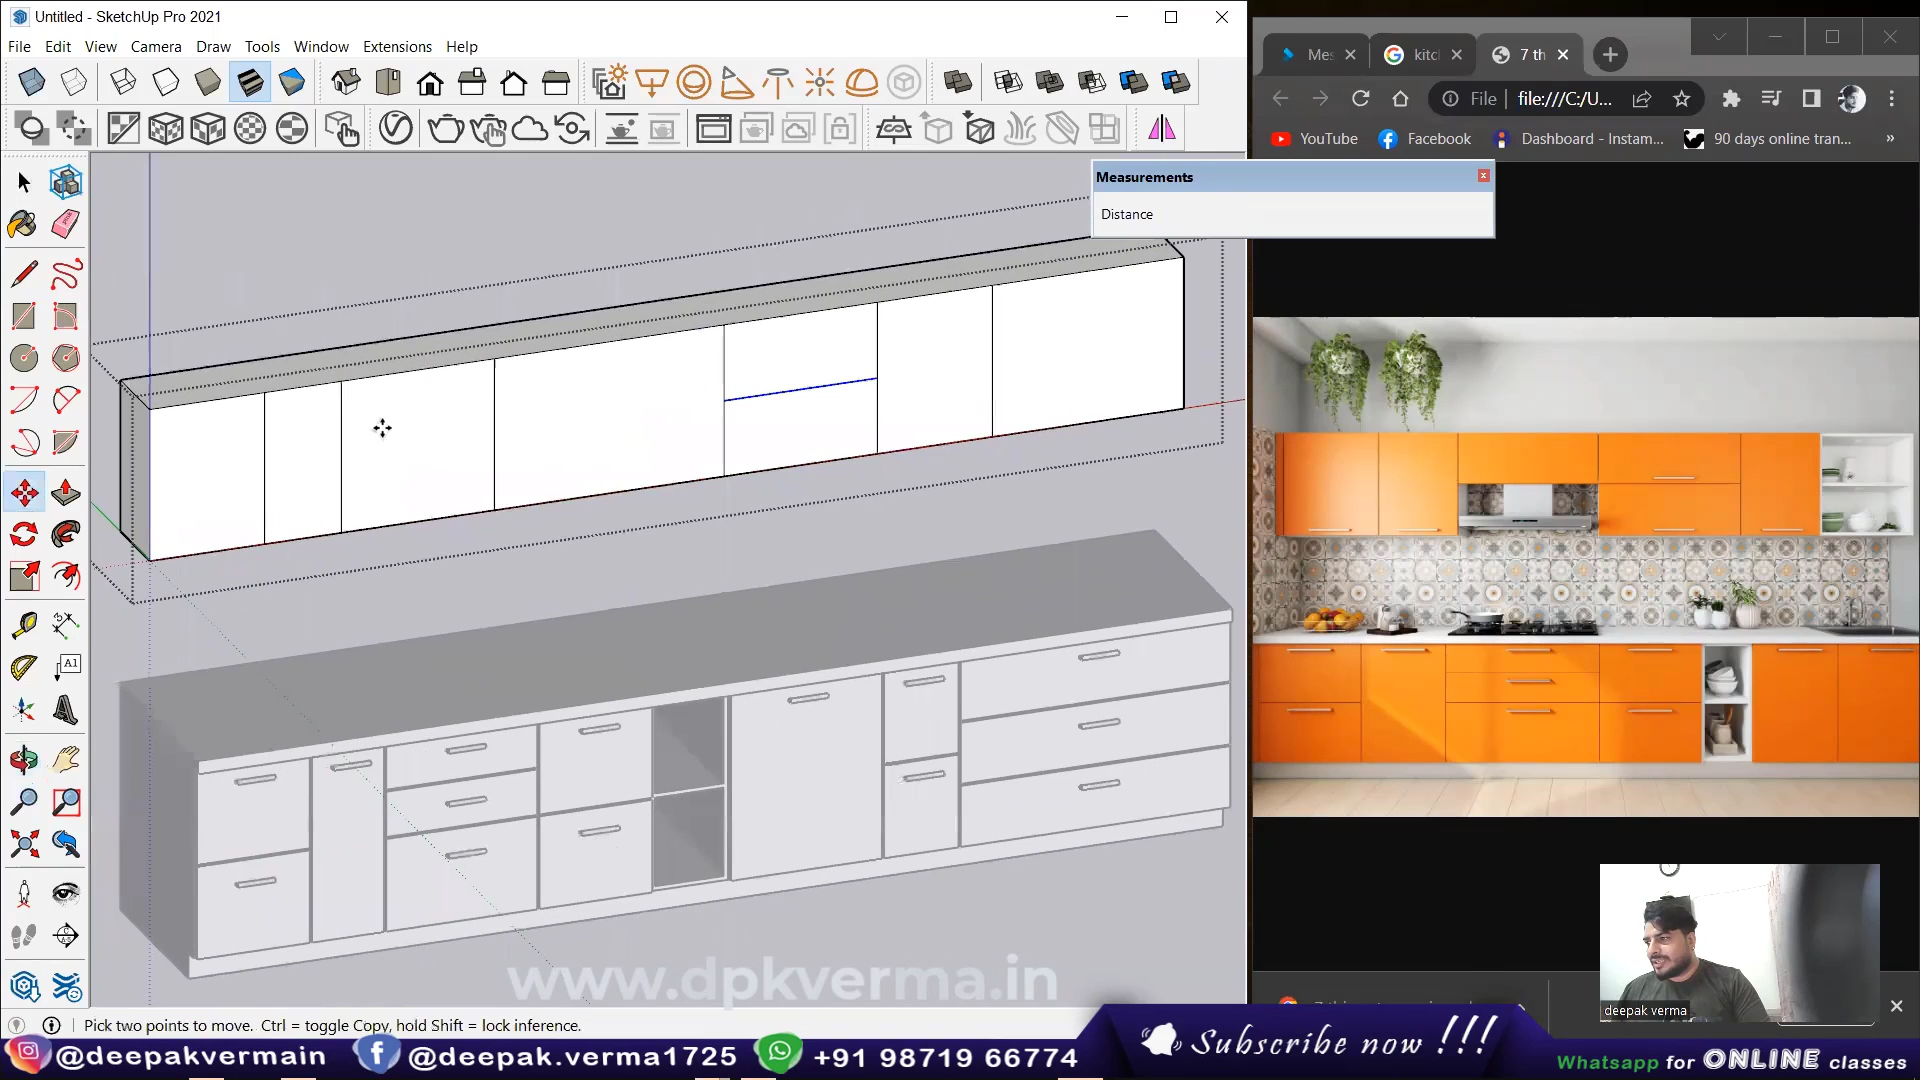 Untitled - SketchUp Pro 2021
File Edit View Camera Draw Tools Window Extensions Help
Mes
kitcl
7 th
File
file:///C:/U...
YouTube
Facebook
Dashboard - Instam...
90 days online tran...
»
Measurements
Distance
A1
www.dpkverma.in
deepak verma
Pick two points to move. Ctrl = toggle Copy, hold Shift = lock inference.
@deepakvermain
@deepak.verma1725
+91 98719 66774
Subscribe now !!!
Whatsapp for ONLINE classes